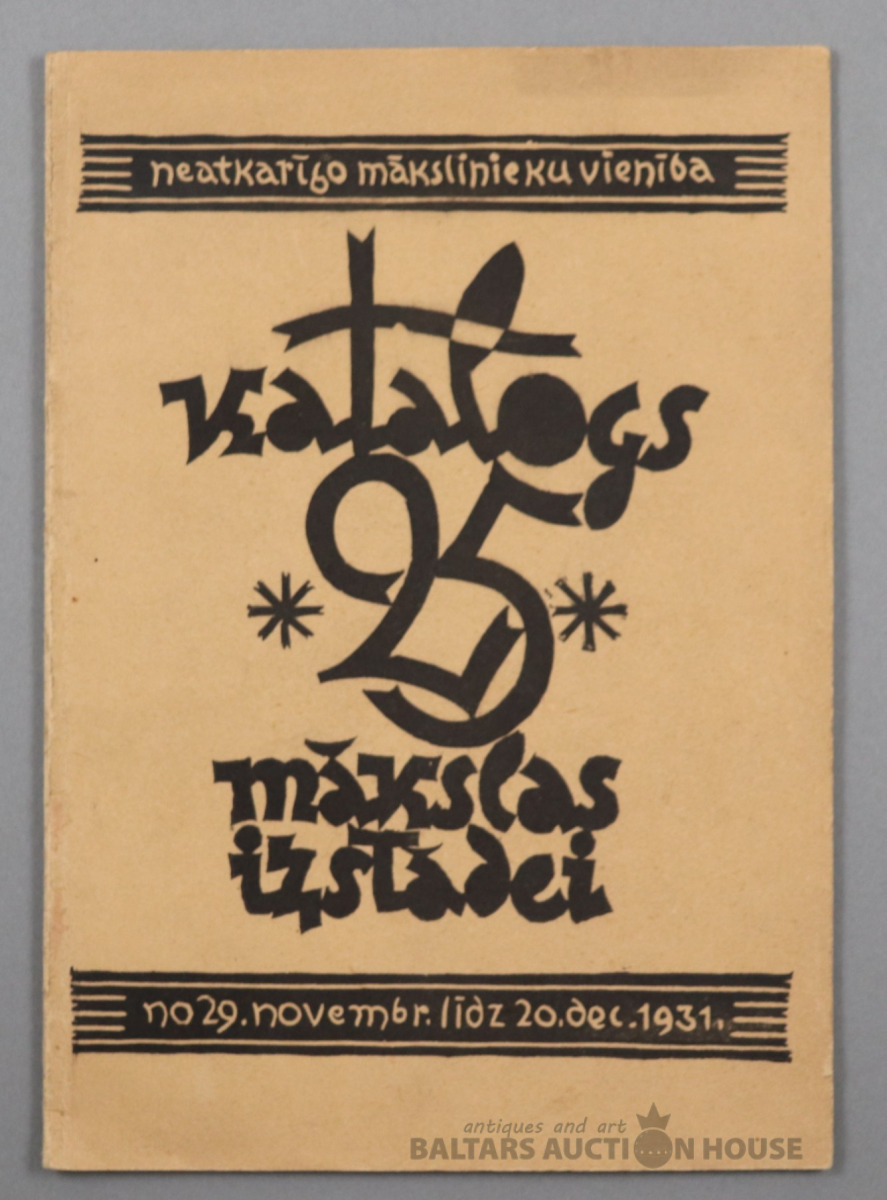 neatkarīgo mākslinieku vienība
katalogs
25
mākslas
izstādei
no 29. novembr. līdz 20. dec. 1931.
antiques and art
BALTARS AUCTION HOUSE